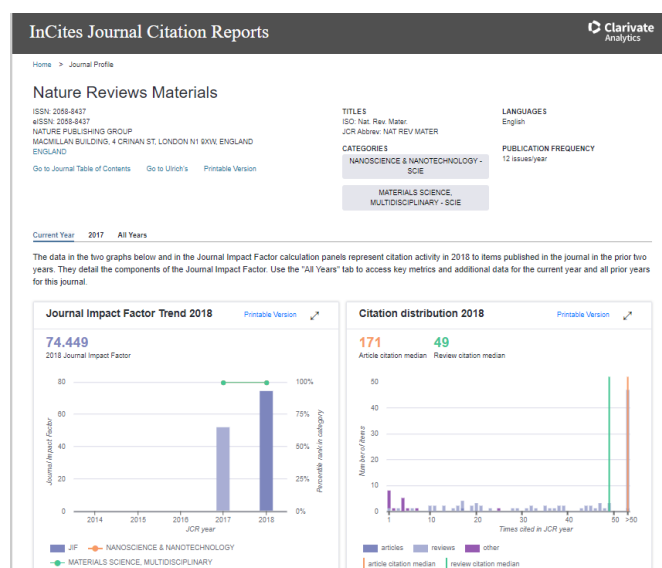 InCites Journal Citation Reports
Clarivate
Analytics
Home > Journal Profile
Nature Reviews Materials
ISSN: 2058-8437
eISSN: 2058-8437
NATURE PUBLISHING GROUP
MACMILLAN BUILDING, 4 CRINAN ST, LONDON N1 9XW, ENGLAND
ENGLAND
Go to Journal Table of Contents Go to Ulrich's Printable Version
TITLES
ISO: Nat. Rev. Mater.
JCR Abbrev: NAT REV MATER
CATEGORIES
NANOSCIENCE & NANOTECHNOLOGY -
SCIE
MATERIALS SCIENCE,
MULTIDISCIPLINARY - SCIE
LANGUAGES
English
PUBLICATION FREQUENCY
12 issues/year
Current Year 2017 All Years
The data in the two graphs below and in the Journal Impact Factor calculation panels represent citation activity in 2018 to items published in the journal in the prior two
years. They detail the components of the Journal Impact Factor. Use the "All Years" tab to access key metrics and additional data for the current year and all prior years
for this journal.
Journal Impact Factor Trend 2018 Printable Version
74.449
2018 Journal Impact Factor
80 100%
60 75%
40 50%
20 25%
0 0%
Journal Impact Factor
Percentile rank in category
2014 2015 2016 2017 2018
JCR year
JIF NANOSCIENCE & NANOTECHNOLOGY
MATERIALS SCIENCE, MULTIDISCIPLINARY
Citation distribution 2018 Printable Version
171 49
Article citation median Review citation median
50
40
30
20
10
0
Number of items
1 10 20 30 40 50 >50
Times cited in JCR year
articles reviews other
article citation median review citation median